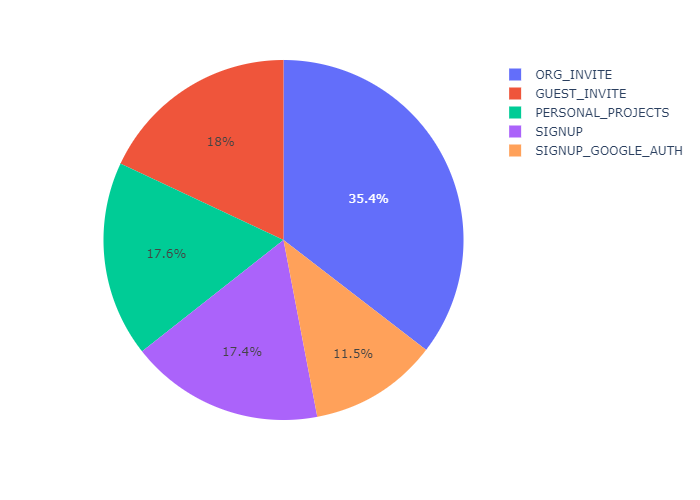 ORG_INVITE
GUEST_INVITE
PERSONAL_PROJECTS
SIGNUP
SIGNUP_GOOGLE_AUTH
18%
35.4%
17.6%
17.4%
11.5%